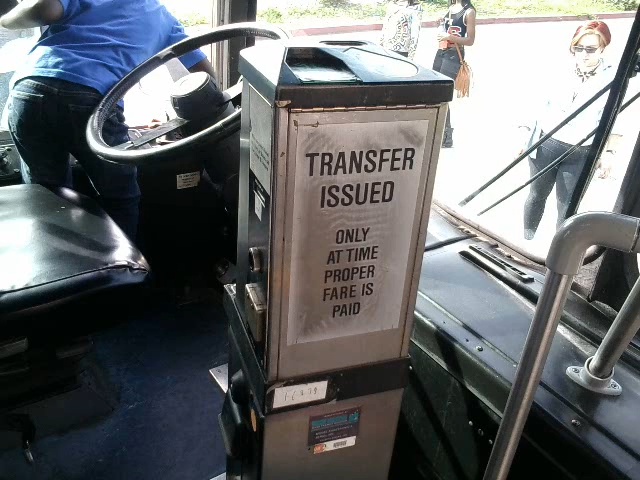 TRANSFER
ISSUED
ONLY
AT TIME
PROPER
FARE IS
PAID